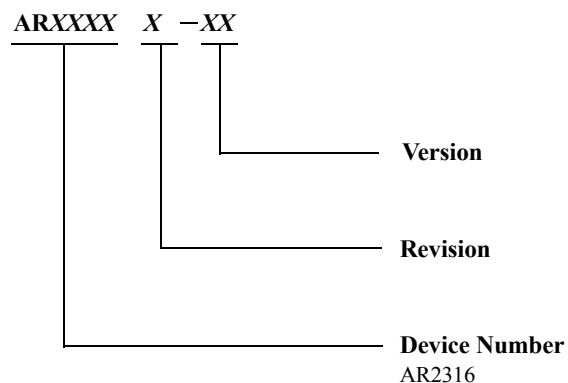 ARXXXX X –XX
Version
Revision
Device Number
AR2316